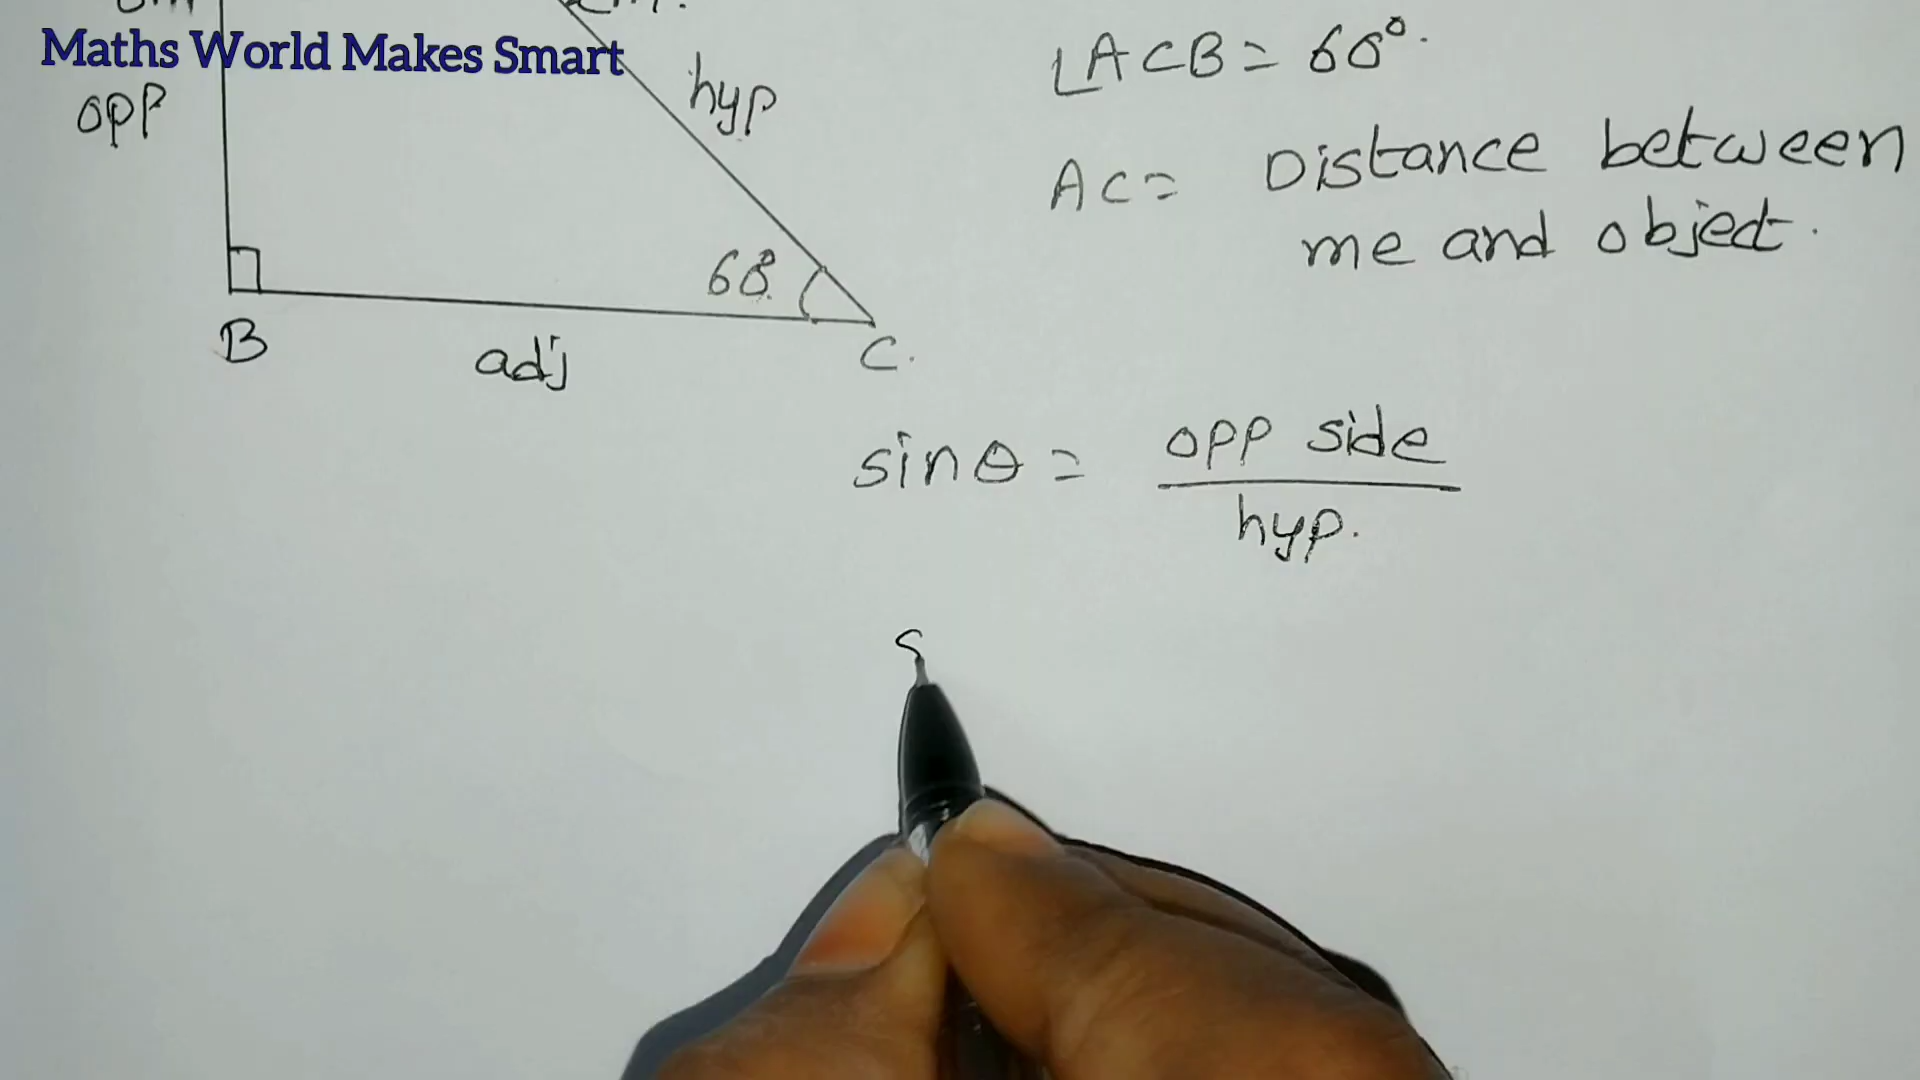 Maths World Makes Smart
opp
hyp
60°
B
adj
C.
∠ACB = 60°.
AC = Distance between
me and object.
sinθ = opp side
hyp.
S